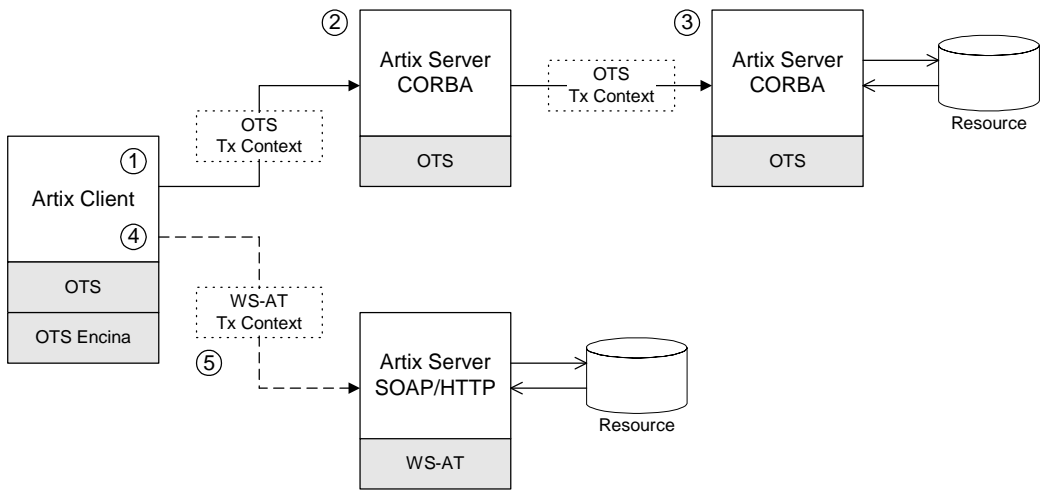 ②
Artix Server
CORBA
OTS
OTS
Tx Context
③
Artix Server
CORBA
OTS
Resource
OTS
Tx Context
①
Artix Client
④
OTS
OTS Encina
WS-AT
Tx Context
⑤
Artix Server
SOAP/HTTP
WS-AT
Resource